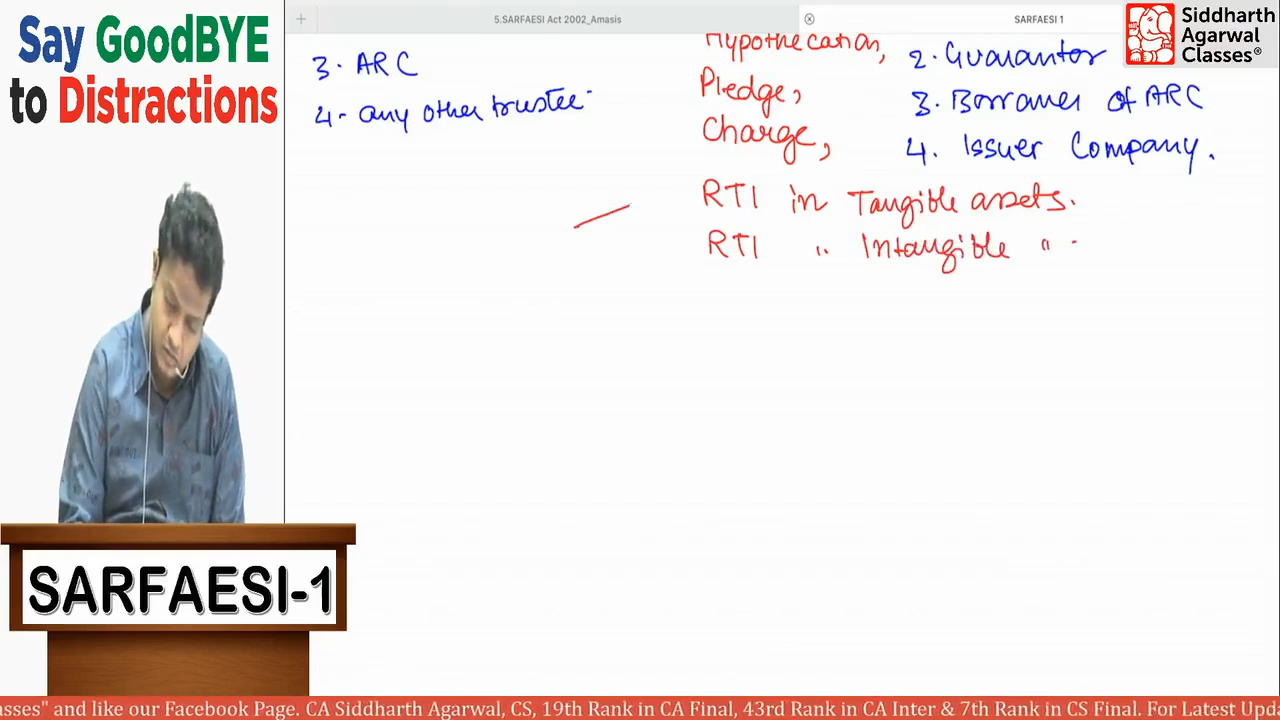 Say GoodBYE
to Distractions
5.SARFAESI Act 2002_Amasis
SARFAESI 1
Siddharth
Agarwal
Classes®
3. ARC
4. any other trustee
Hypothecation,
Pledge,
Charge,
RTI in Tangible assets.
RTI " Intangible "
2. Guarantor
3. Borrower of ARC
4. Issuer Company.
SARFAESI-1
asses" and like our Facebook Page. CA Siddharth Agarwal, CS, 19th Rank in CA Final, 43rd Rank in CA Inter & 7th Rank in CS Final. For Latest Upda